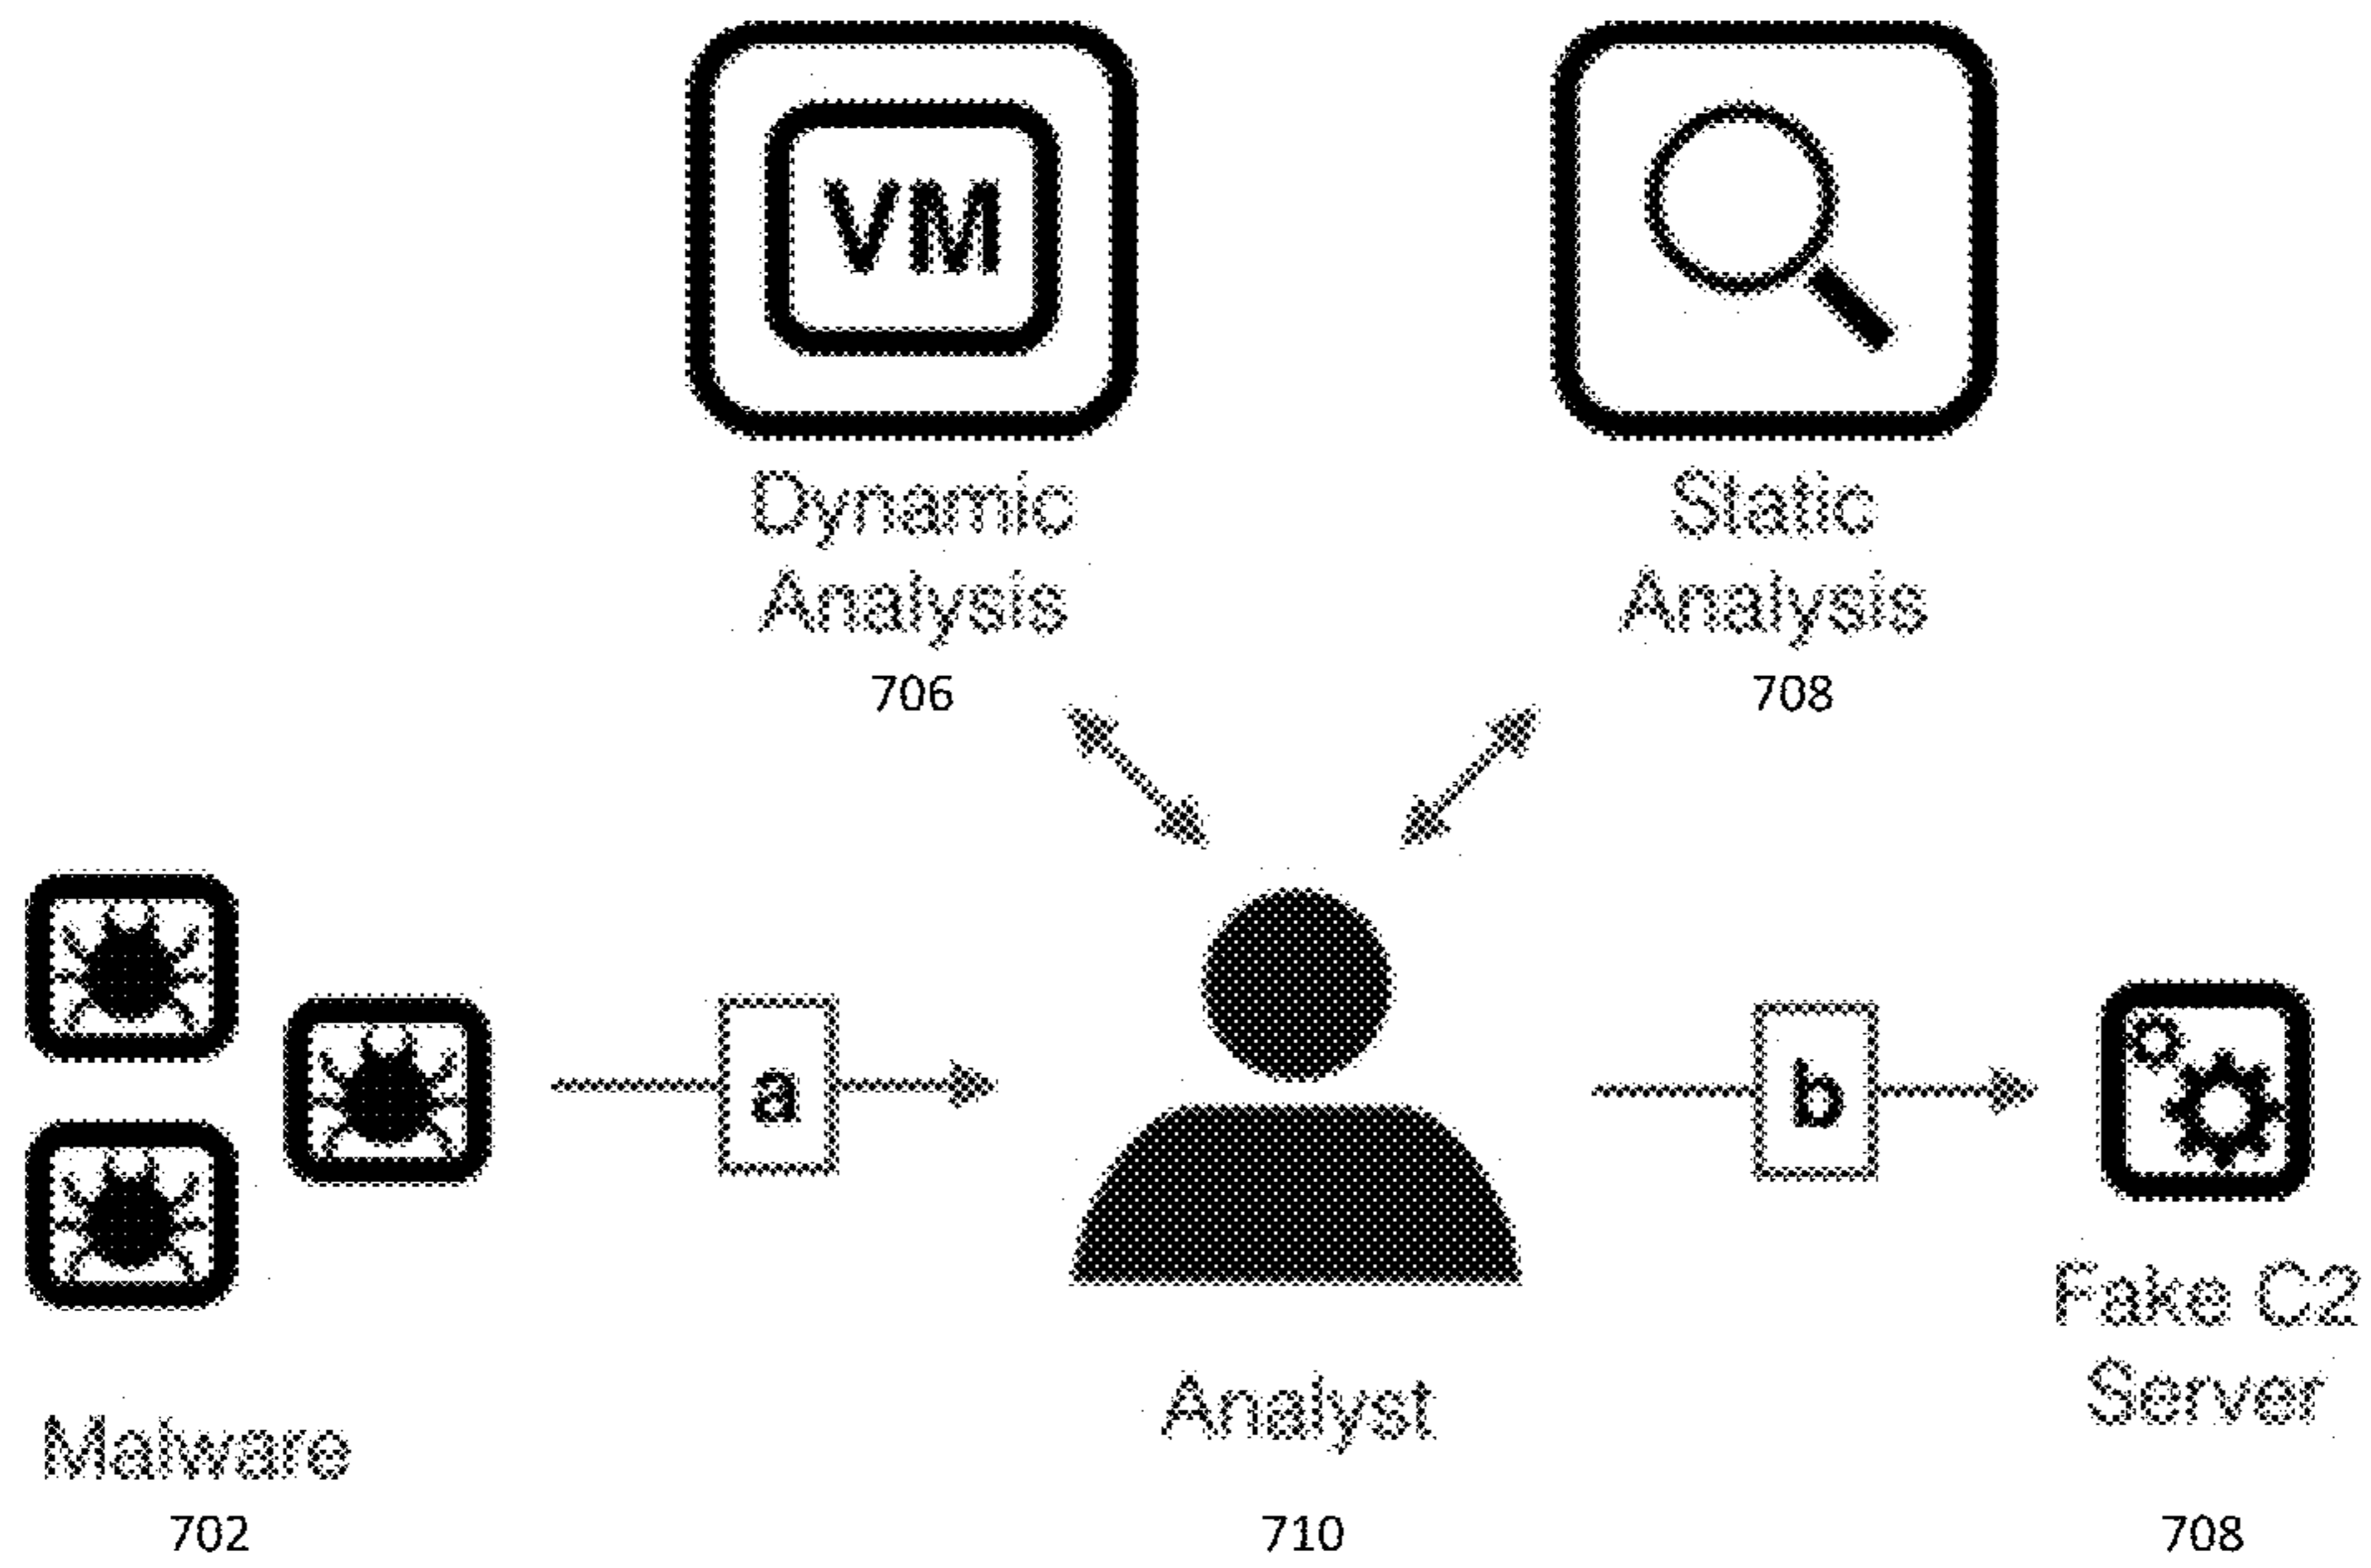 VM
Dynamic
Analysis
706
Static
Analysis
708
a
b
Malware
702
Analyst
710
Fake C2
Server
708